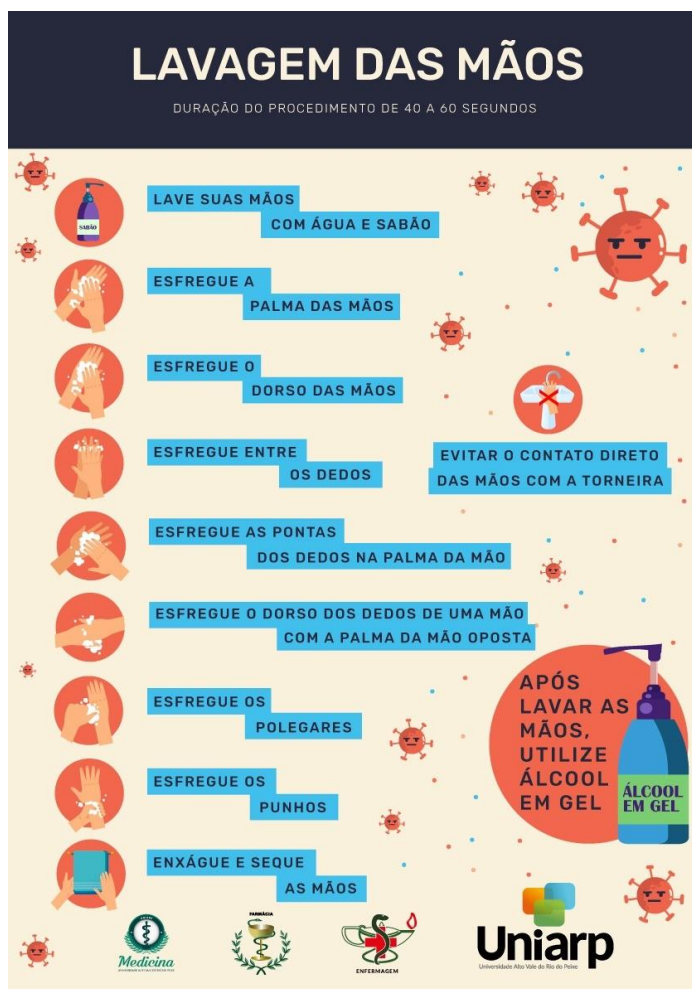 LAVAGEM DAS MÃOS
DURAÇÃO DO PROCEDIMENTO DE 40 A 60 SEGUNDOS
SABÃO
LAVE SUAS MÃOS
COM ÁGUA E SABÃO
ESFREGUE A
PALMA DAS MÃOS
ESFREGUE O
DORSO DAS MÃOS
ESFREGUE ENTRE
OS DEDOS
EVITAR O CONTATO DIRETO
DAS MÃOS COM A TORNEIRA
ESFREGUE AS PONTAS
DOS DEDOS NA PALMA DA MÃO
ESFREGUE O DORSO DOS DEDOS DE UMA MÃO
COM A PALMA DA MÃO OPOSTA
ESFREGUE OS
POLEGARES
ESFREGUE OS
PUNHOS
ENXÁGUE E SEQUE
AS MÃOS
APÓS
LAVAR AS
MÃOS,
UTILIZE
ÁLCOOL
EM GEL
ÁLCOOL
EM GEL
Medicina
FARMÁCIA
ENFERMAGEM
Uniarp
Universidade Alto Vale do Rio do Peixe